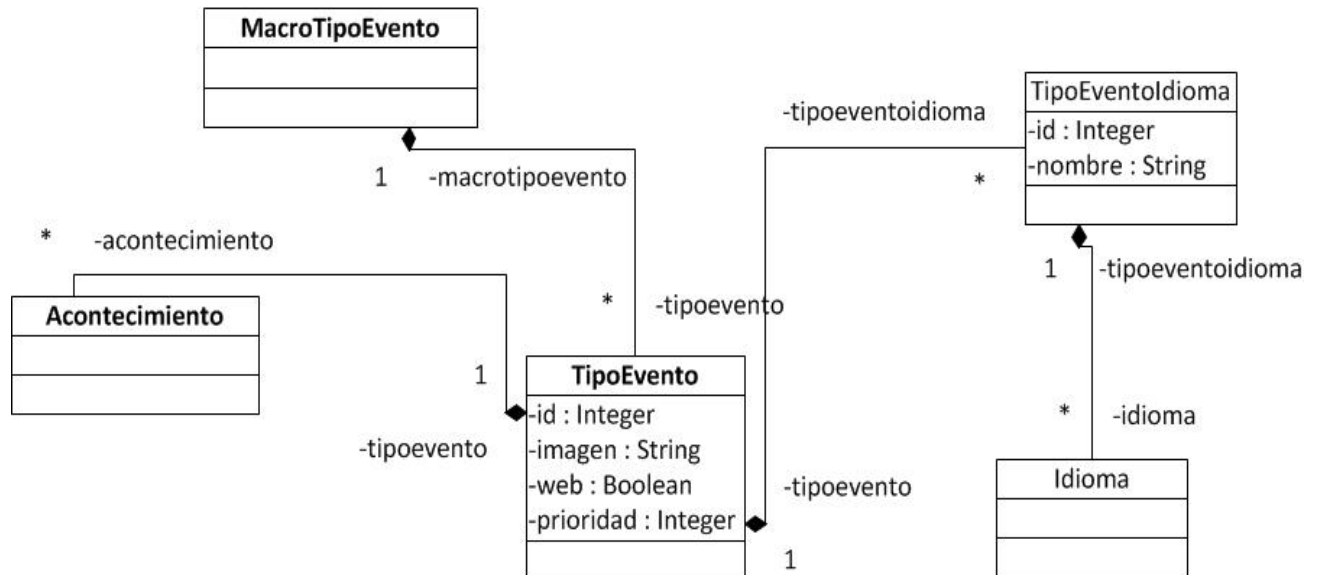 MacroTipoEvento
1
-macrotipoevento
*
-tipoevento
*
-acontecimiento
Acontecimiento
1
-tipoevento
TipoEvento
-id : Integer
-imagen : String
-web : Boolean
-prioridad : Integer
-tipoevento
1
-tipoeventoidioma
*
TipoEventoIdioma
-id : Integer
-nombre : String
1
-tipoeventoidioma
*
-idioma
Idioma